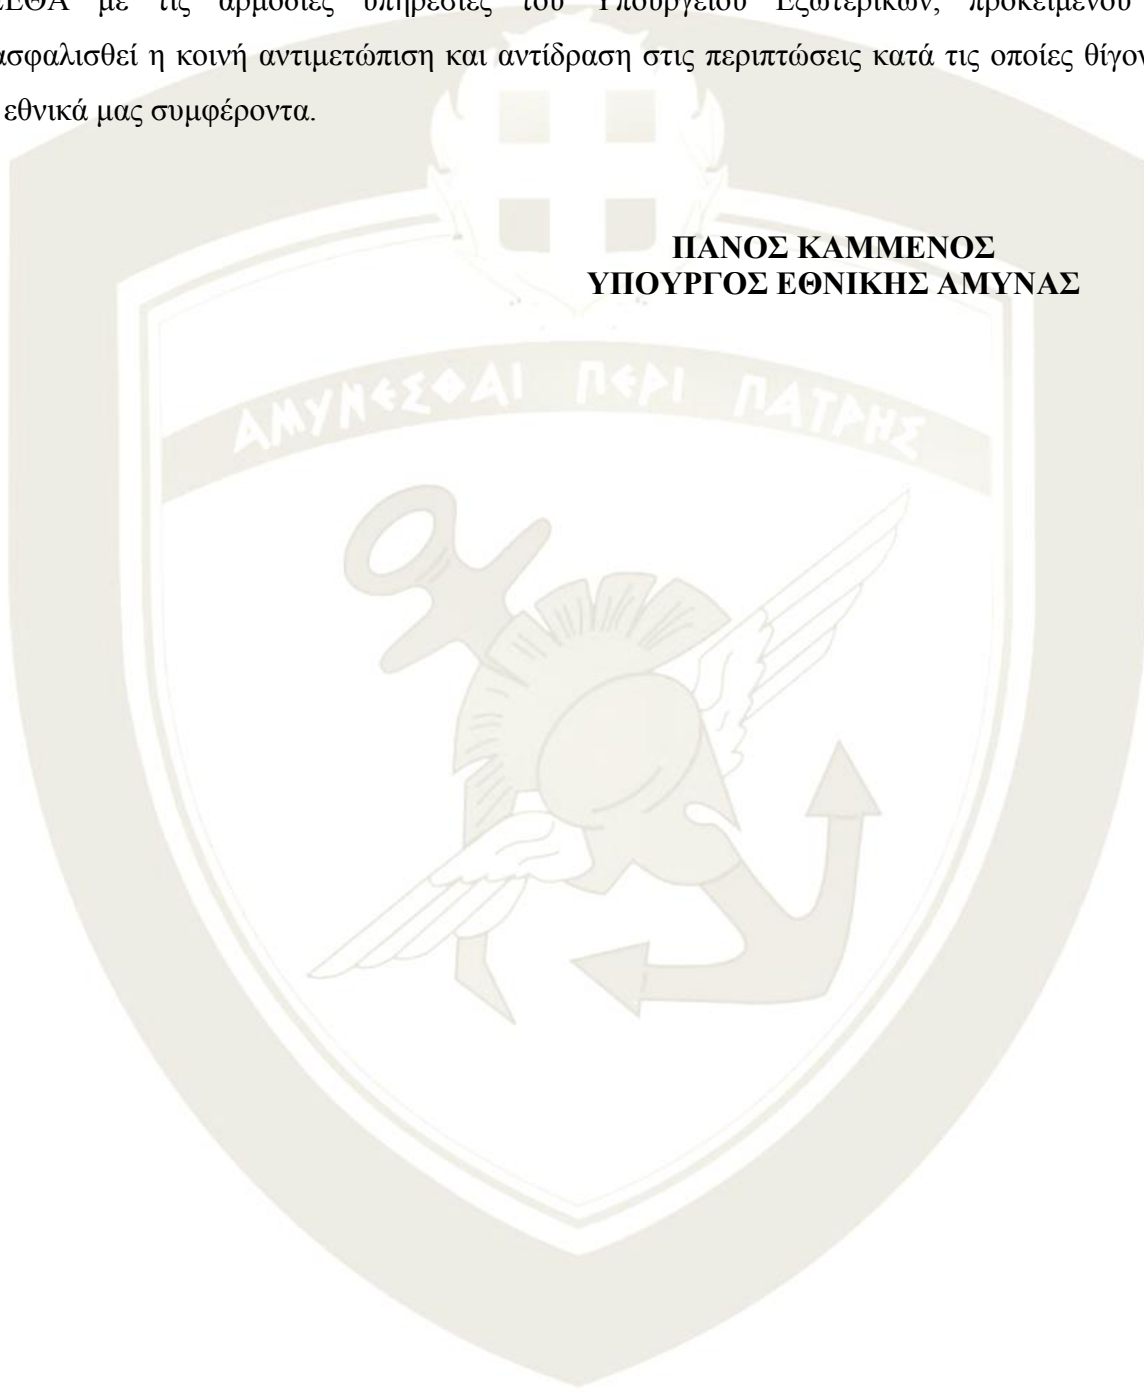 με τις αρμόδιες υπηρεσίες του Υπουργείου Εξωτερικών, προκειμένου
ασφαλισθεί η κοινή αντιμετώπιση και αντίδραση στις περιπτώσεις κατά τις οποίες θίγον
εθνικά μας συμφέροντα.
ΠΑΝΟΣ ΚΑΜΜΕΝΟΣ
ΥΠΟΥΡΓΟΣ ΕΘΝΙΚΗΣ ΑΜΥΝΑΣ
ΑΜΥΝΕΣΘΑΙ ΠΕΡΙ ΠΑΤΡΗΣ